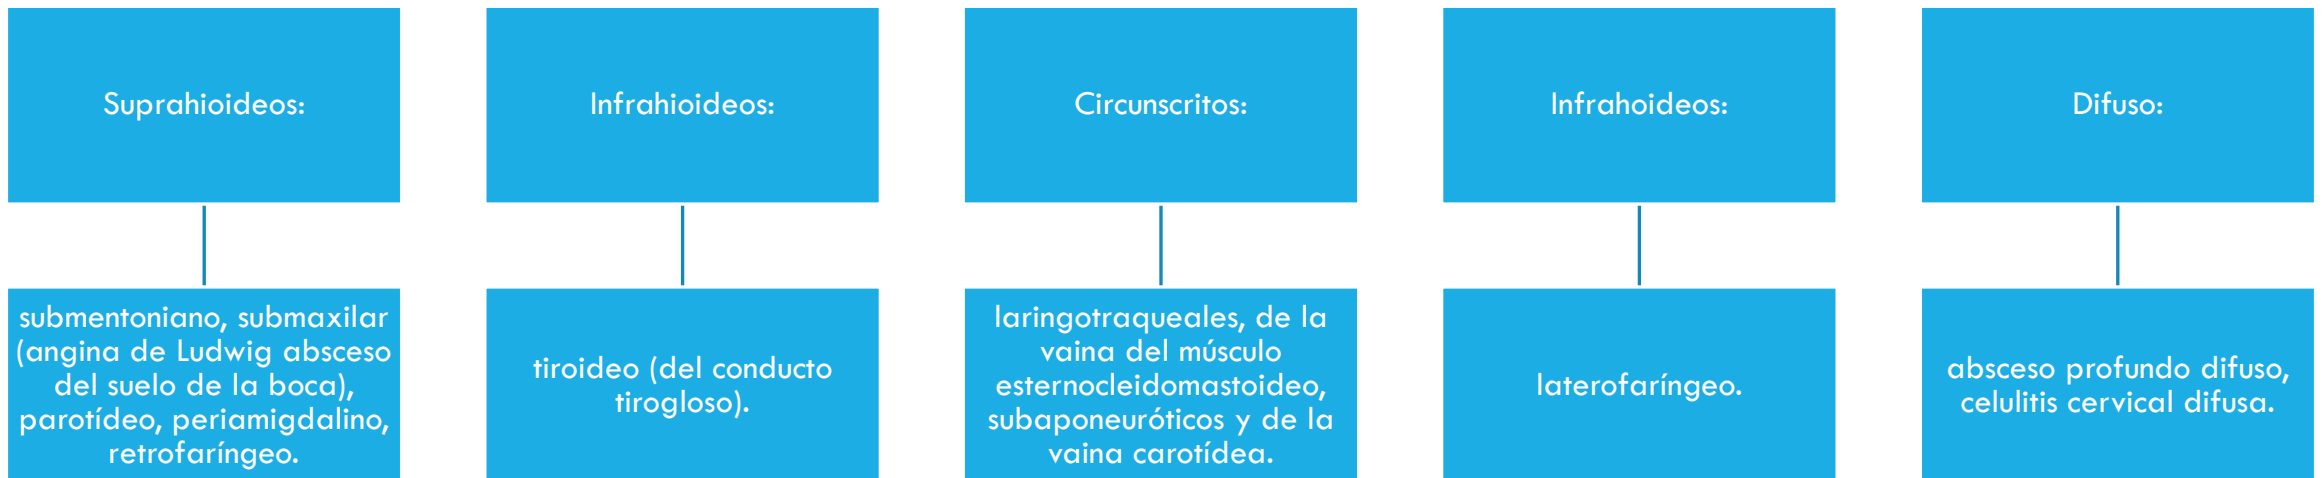 Suprahioideos:
submentoniano, submaxilar
(angina de Ludwig absceso
del suelo de la boca),
parotídeo, periamigdalino,
retrofaríngeo.
Infrahioideos:
tiroideo (del conducto
tirogloso).
Circunscritos:
laringotraqueales, de la
vaina del músculo
esternocleidomastoideo,
subaponeuróticos y de la
vaina carotídea.
Infrahoideos:
laterofaríngeo.
Difuso:
absceso profundo difuso,
celulitis cervical difusa.